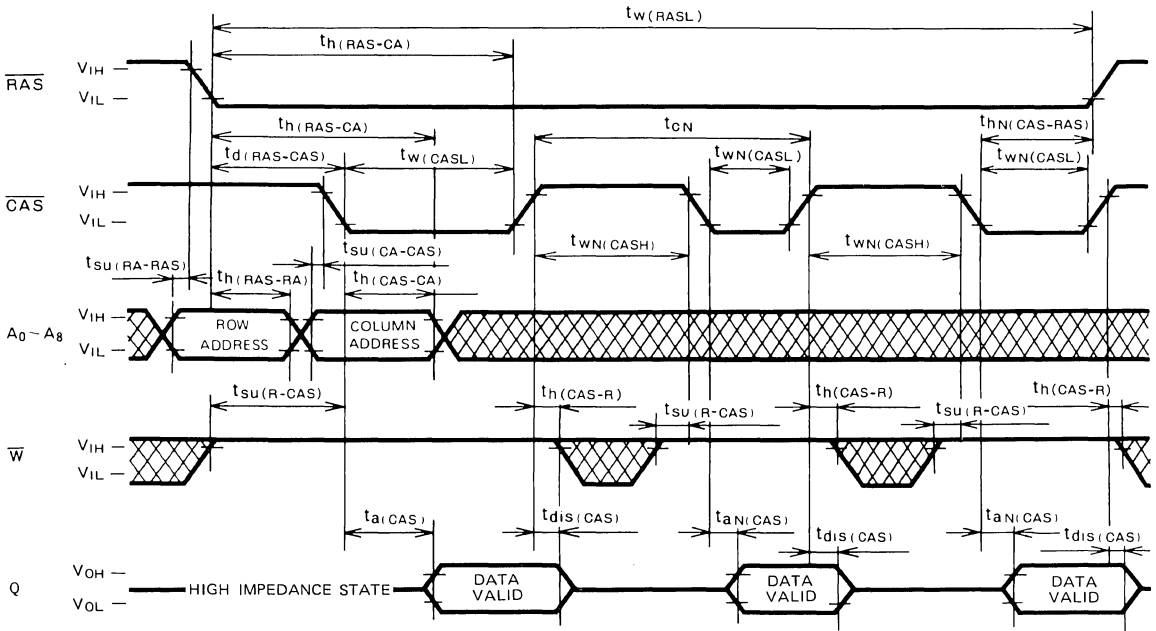 tw(RASL)
th(RAS-CA)
RAS
VIH
VIL
th(RAS-CA)
tCN
thN(CAS-RAS)
td(RAS-CAS)
tw(CASL)
twN(CASL)
twN(CASL)
CAS
VIH
VIL
tsu(CA-CAS)
twN(CASH)
twN(CASH)
tsu(RA-RAS)
th(RAS-RA)
th(CAS-CA)
A0~A8
VIH
VIL
ROW ADDRESS
COLUMN ADDRESS
tsu(R-CAS)
th(CAS-R)
tsu(R-CAS)
th(CAS-R)
tsu(R-CAS)
th(CAS-R)
W
VIH
VIL
ta(CAS)
tdis(CAS)
taN(CAS)
tdis(CAS)
taN(CAS)
tdis(CAS)
Q
VOH
VOL
HIGH IMPEDANCE STATE
DATA VALID
DATA VALID
DATA VALID